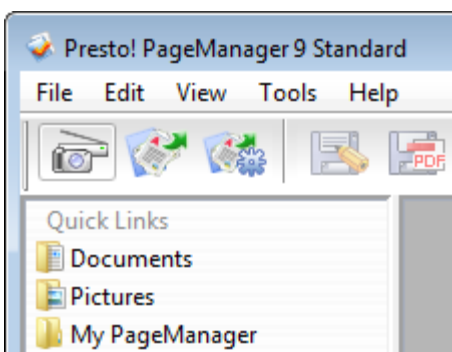 Presto! PageManager 9 Standard
File Edit View Tools Help
PDF
Quick Links
Documents
Pictures
My PageManager